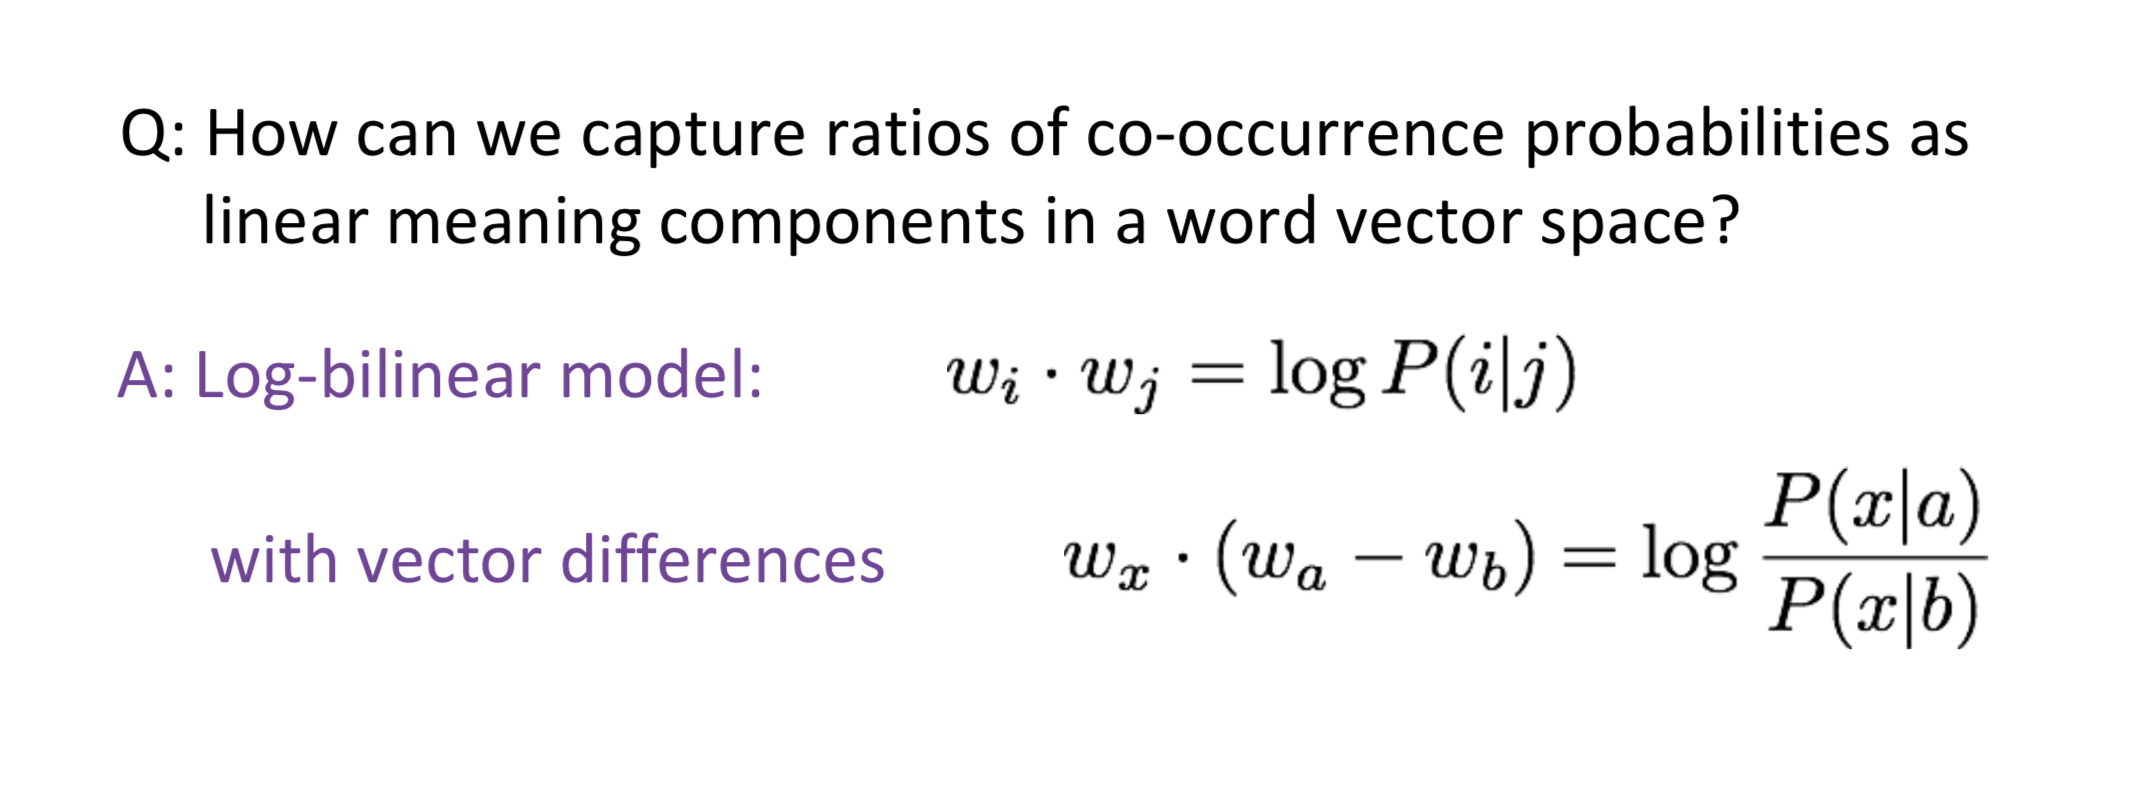 Q: How can we capture ratios of co-occurrence probabilities as
linear meaning components in a word vector space?
A: Log-bilinear model: $w_i \cdot w_j = \log P(i|j)$
with vector differences $w_x \cdot (w_a - w_b) = \log \frac{P(x|a)}{P(x|b)}$